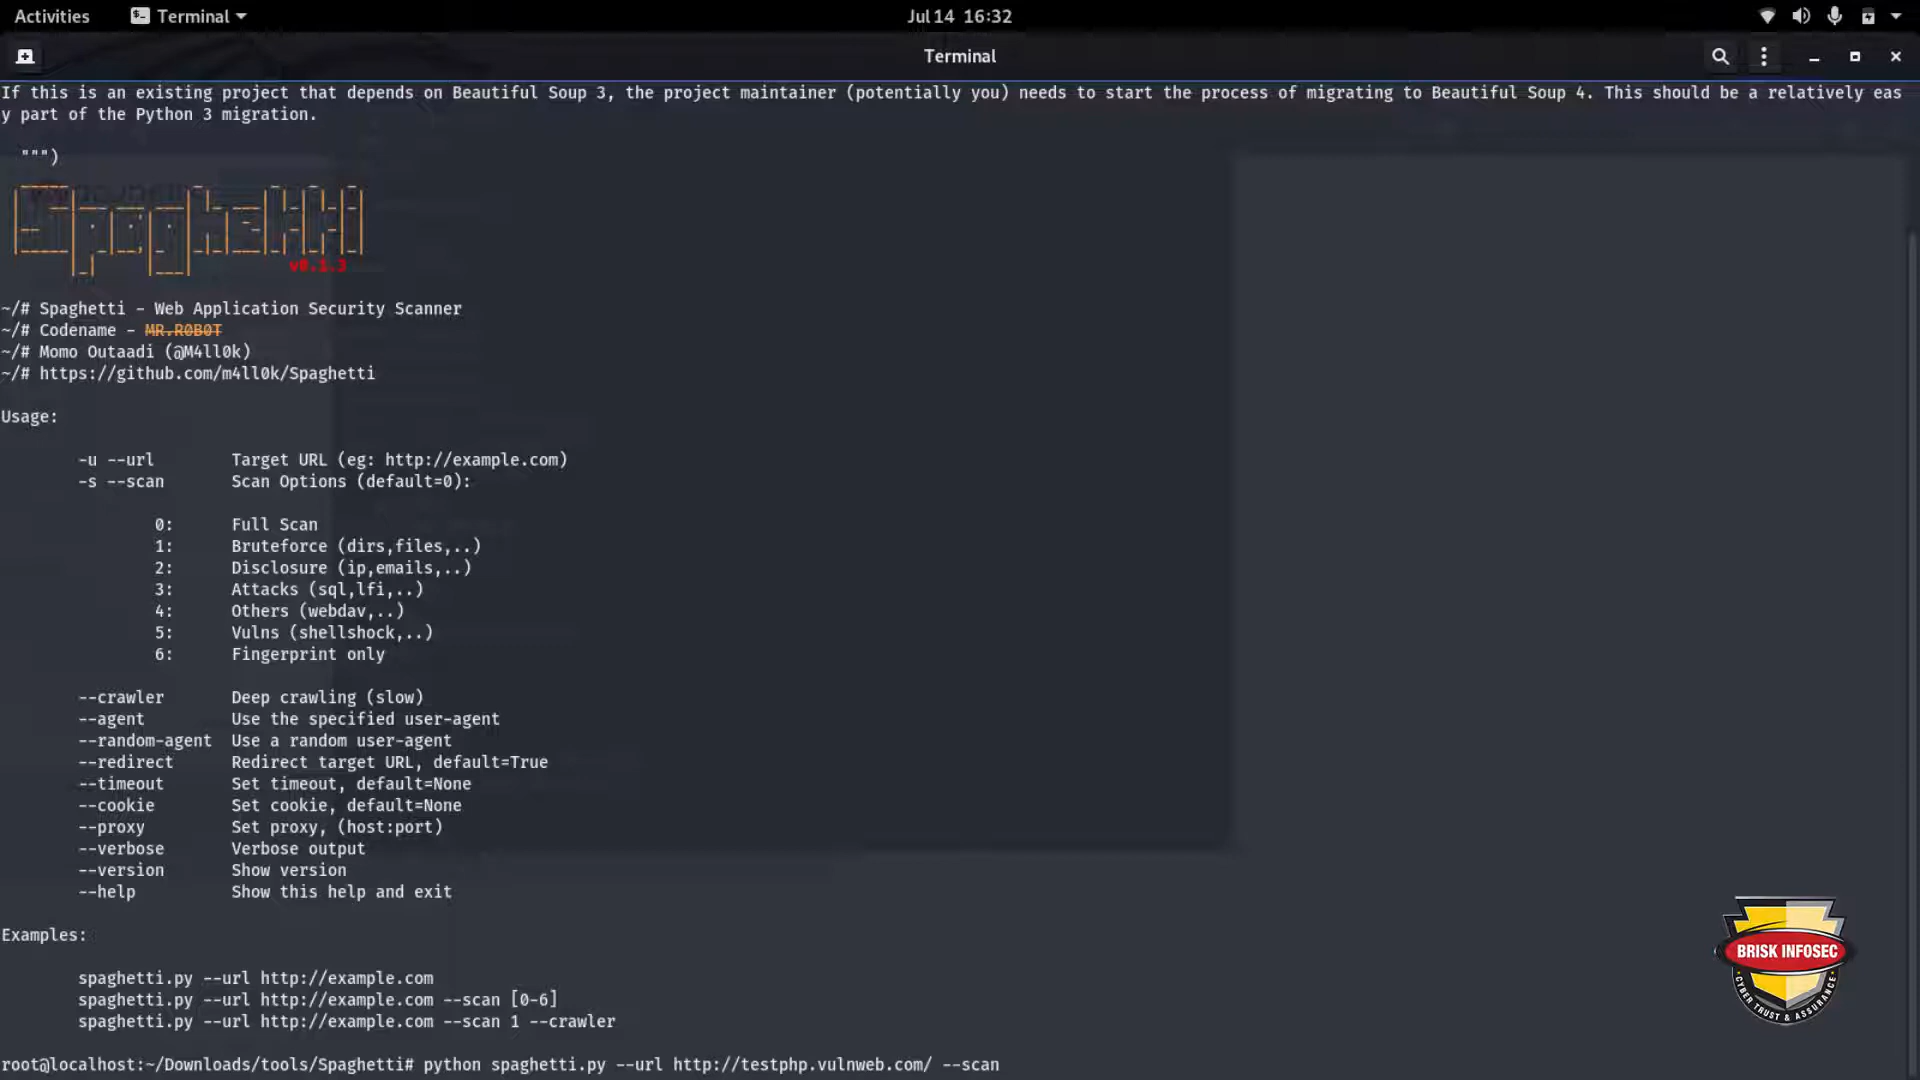 Activities Terminal Jul 14 16:32
Terminal
If this is an existing project that depends on Beautiful Soup 3, the project maintainer (potentially you) needs to start the process of migrating to Beautiful Soup 4. This should be a relatively eas
y part of the Python 3 migration.
""")
Spaghetti
v0.1.3
~/# Spaghetti - Web Application Security Scanner
~/# Codename - MR.R0B0T
~/# Momo Outaadi (@M4ll0k)
~/# https://github.com/m4ll0k/Spaghetti
Usage:
-u --url Target URL (eg: http://example.com)
-s --scan Scan Options (default=0):
0: Full Scan
1: Bruteforce (dirs,files,..)
2: Disclosure (ip,emails,..)
3: Attacks (sql,lfi,..)
4: Others (webdav,..)
5: Vulns (shellshock,..)
6: Fingerprint only
--crawler Deep crawling (slow)
--agent Use the specified user-agent
--random-agent Use a random user-agent
--redirect Redirect target URL, default=True
--timeout Set timeout, default=None
--cookie Set cookie, default=None
--proxy Set proxy, (host:port)
--verbose Verbose output
--version Show version
--help Show this help and exit
Examples:
spaghetti.py --url http://example.com
spaghetti.py --url http://example.com --scan [0-6]
spaghetti.py --url http://example.com --scan 1 --crawler
root@localhost:~/Downloads/tools/Spaghetti# python spaghetti.py --url http://testphp.vulnweb.com/ --scan
BRISK INFOSEC
CYBER TRUST & ASSURANCE